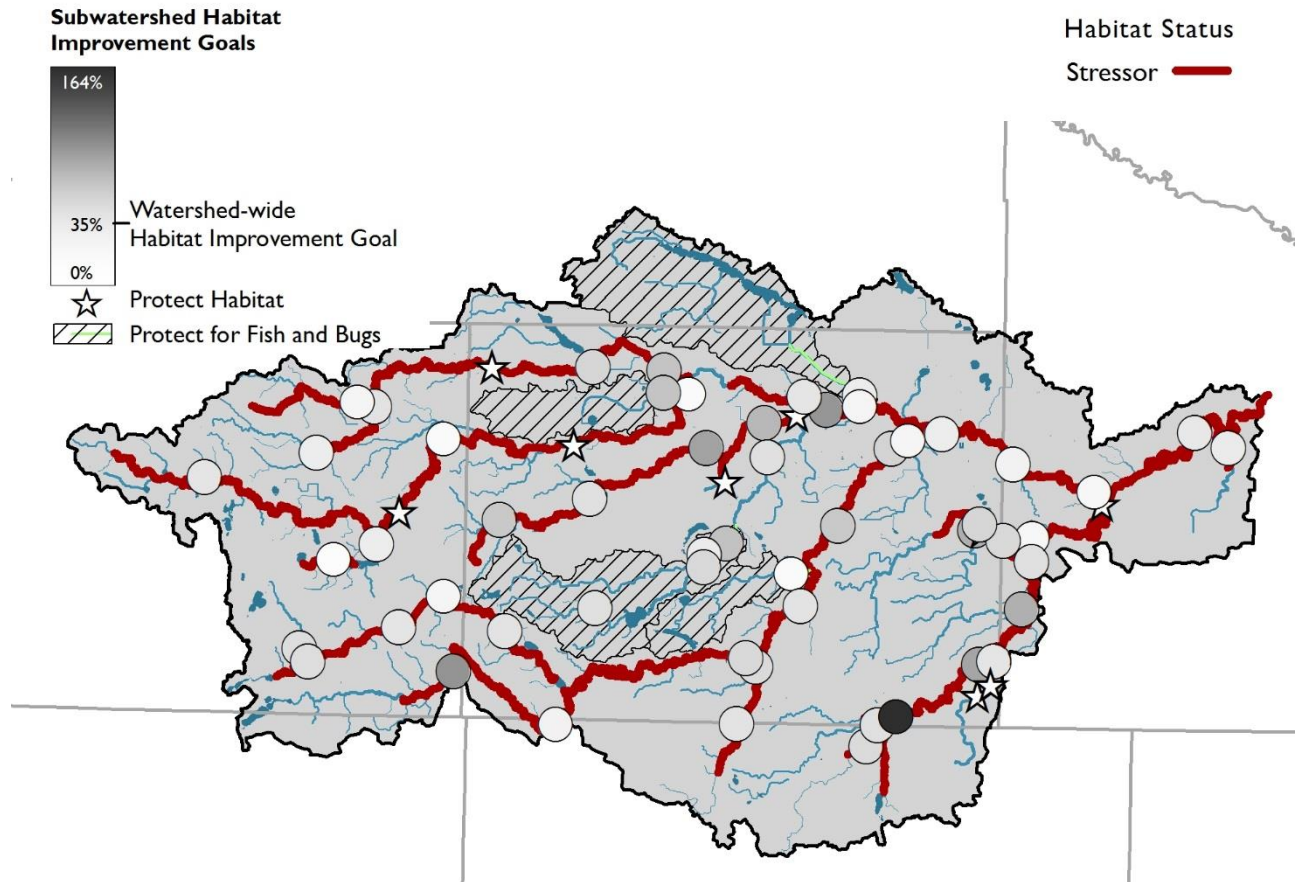 Subwatershed Habitat
Improvement Goals
164%
35%
Watershed-wide
Habitat Improvement Goal
0%
Protect Habitat
Protect for Fish and Bugs
Habitat Status
Stressor